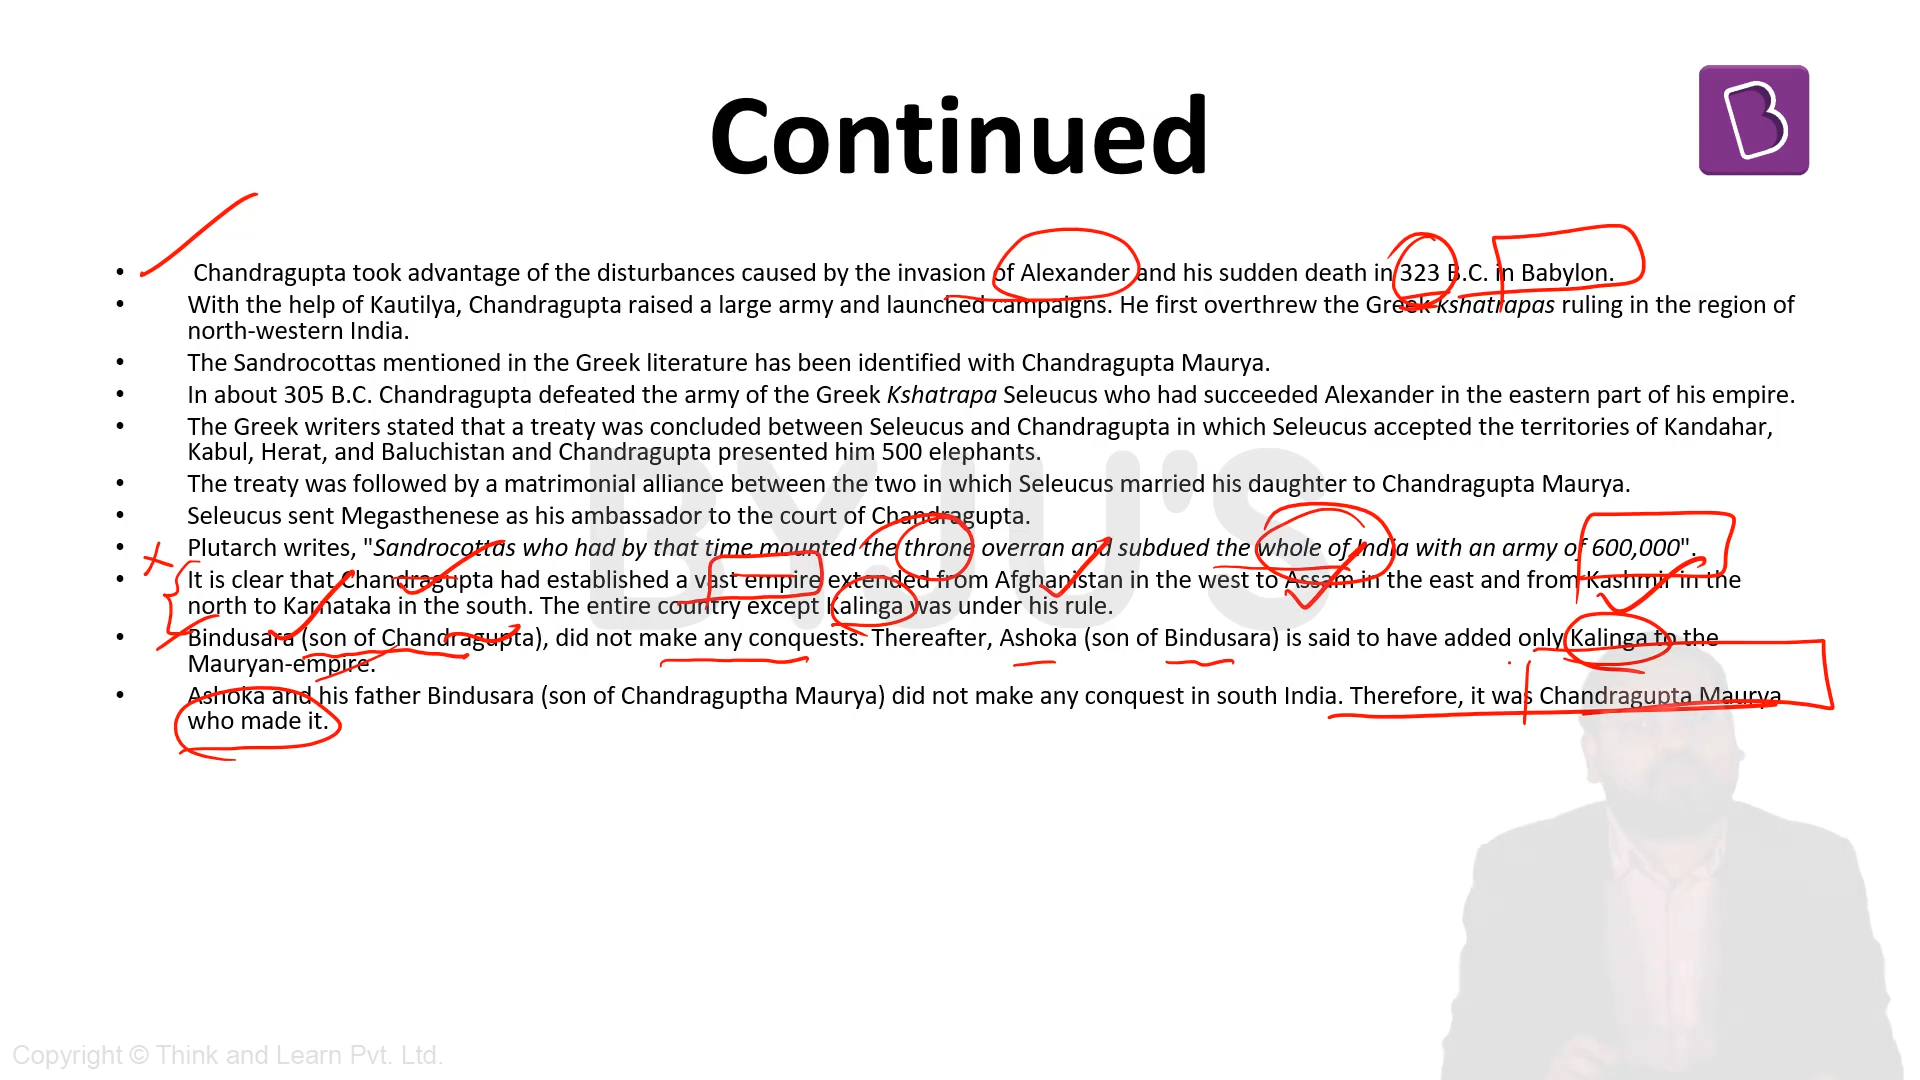 Continued
B
• Chandragupta took advantage of the disturbances caused by the invasion of Alexander and his sudden death in 323 B.C. in Babylon.
• With the help of Kautilya, Chandragupta raised a large army and launched campaigns. He first overthrew the Greek kshatrapas ruling in the region of
north-western India.
• The Sandrocottas mentioned in the Greek literature has been identified with Chandragupta Maurya.
• In about 305 B.C. Chandragupta defeated the army of the Greek Kshatrapa Seleucus who had succeeded Alexander in the eastern part of his empire.
• The Greek writers stated that a treaty was concluded between Seleucus and Chandragupta in which Seleucus accepted the territories of Kandahar,
Kabul, Herat, and Baluchistan and Chandragupta presented him 500 elephants.
• The treaty was followed by a matrimonial alliance between the two in which Seleucus married his daughter to Chandragupta Maurya.
• Seleucus sent Megasthenese as his ambassador to the court of Chandragupta.
• Plutarch writes, "Sandrocottas who had by that time mounted the throne overran and subdued the whole of India with an army of 600,000".
• It is clear that Chandragupta had established a vast empire extended from Afghanistan in the west to Assam in the east and from Kashmir in the
north to Karnataka in the south. The entire country except Kalinga was under his rule.
• Bindusara (son of Chandragupta), did not make any conquests. Thereafter, Ashoka (son of Bindusara) is said to have added only Kalinga to the
Mauryan-empire.
• Ashoka and his father Bindusara (son of Chandraguptha Maurya) did not make any conquest in south India. Therefore, it was Chandragupta Maurya
who made it.
BYJU'S
Copyright © Think and Learn Pvt. Ltd.